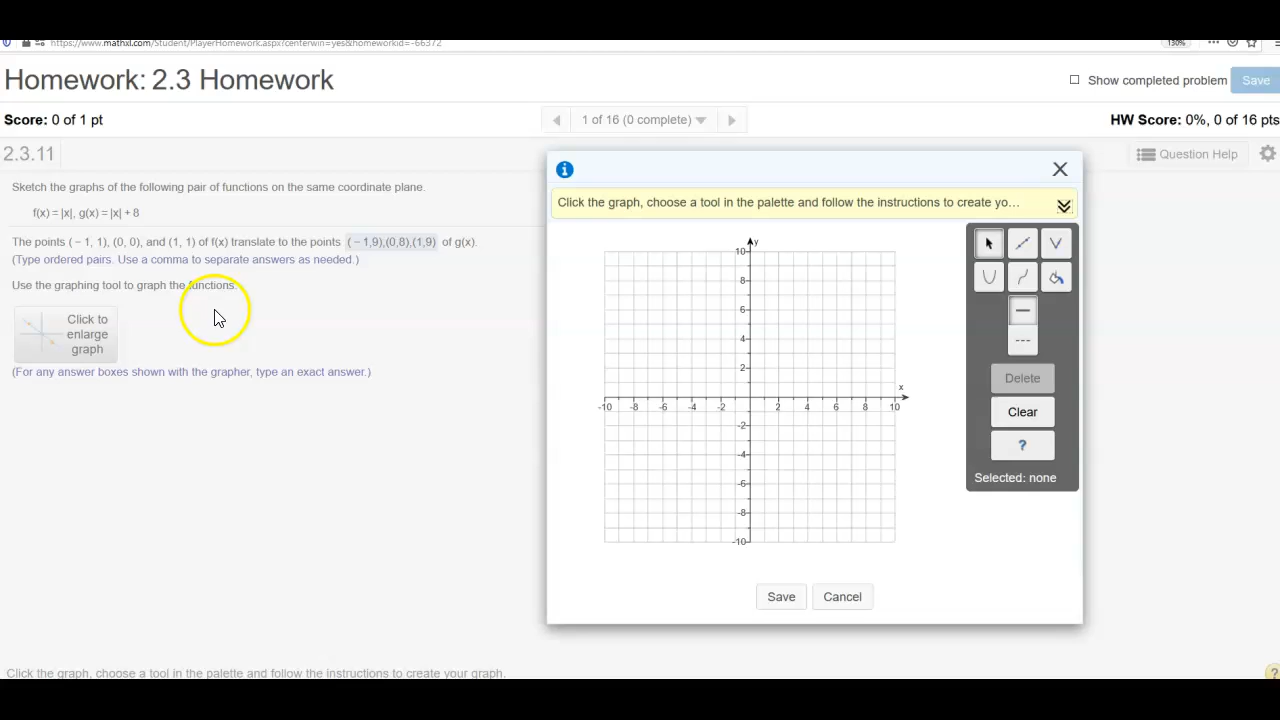 https://www.mathxl.com/Student/PlayerHomework.aspx?centerwin=yes&homeworkid=-66372
130%
Homework: 2.3 Homework
Show completed problem
Save
Score: 0 of 1 pt
1 of 16 (0 complete)
HW Score: 0%, 0 of 16 pts
2.3.11
Question Help
Sketch the graphs of the following pair of functions on the same coordinate plane.
f(x) = |x|, g(x) = |x| + 8
The points ( − 1, 1), (0, 0), and (1, 1) of f(x) translate to the points ( − 1,9),(0,8),(1,9) of g(x).
(Type ordered pairs. Use a comma to separate answers as needed.)
Use the graphing tool to graph the functions.
Click to
enlarge
graph
(For any answer boxes shown with the grapher, type an exact answer.)
Click the graph, choose a tool in the palette and follow the instructions to create yo…
y
10
8
6
4
2
x
-10 -8 -6 -4 -2 2 4 6 8 10
-2
-4
-6
-8
-10
Delete
Clear
?
Selected: none
Save
Cancel
Click the graph, choose a tool in the palette and follow the instructions to create your graph.
?